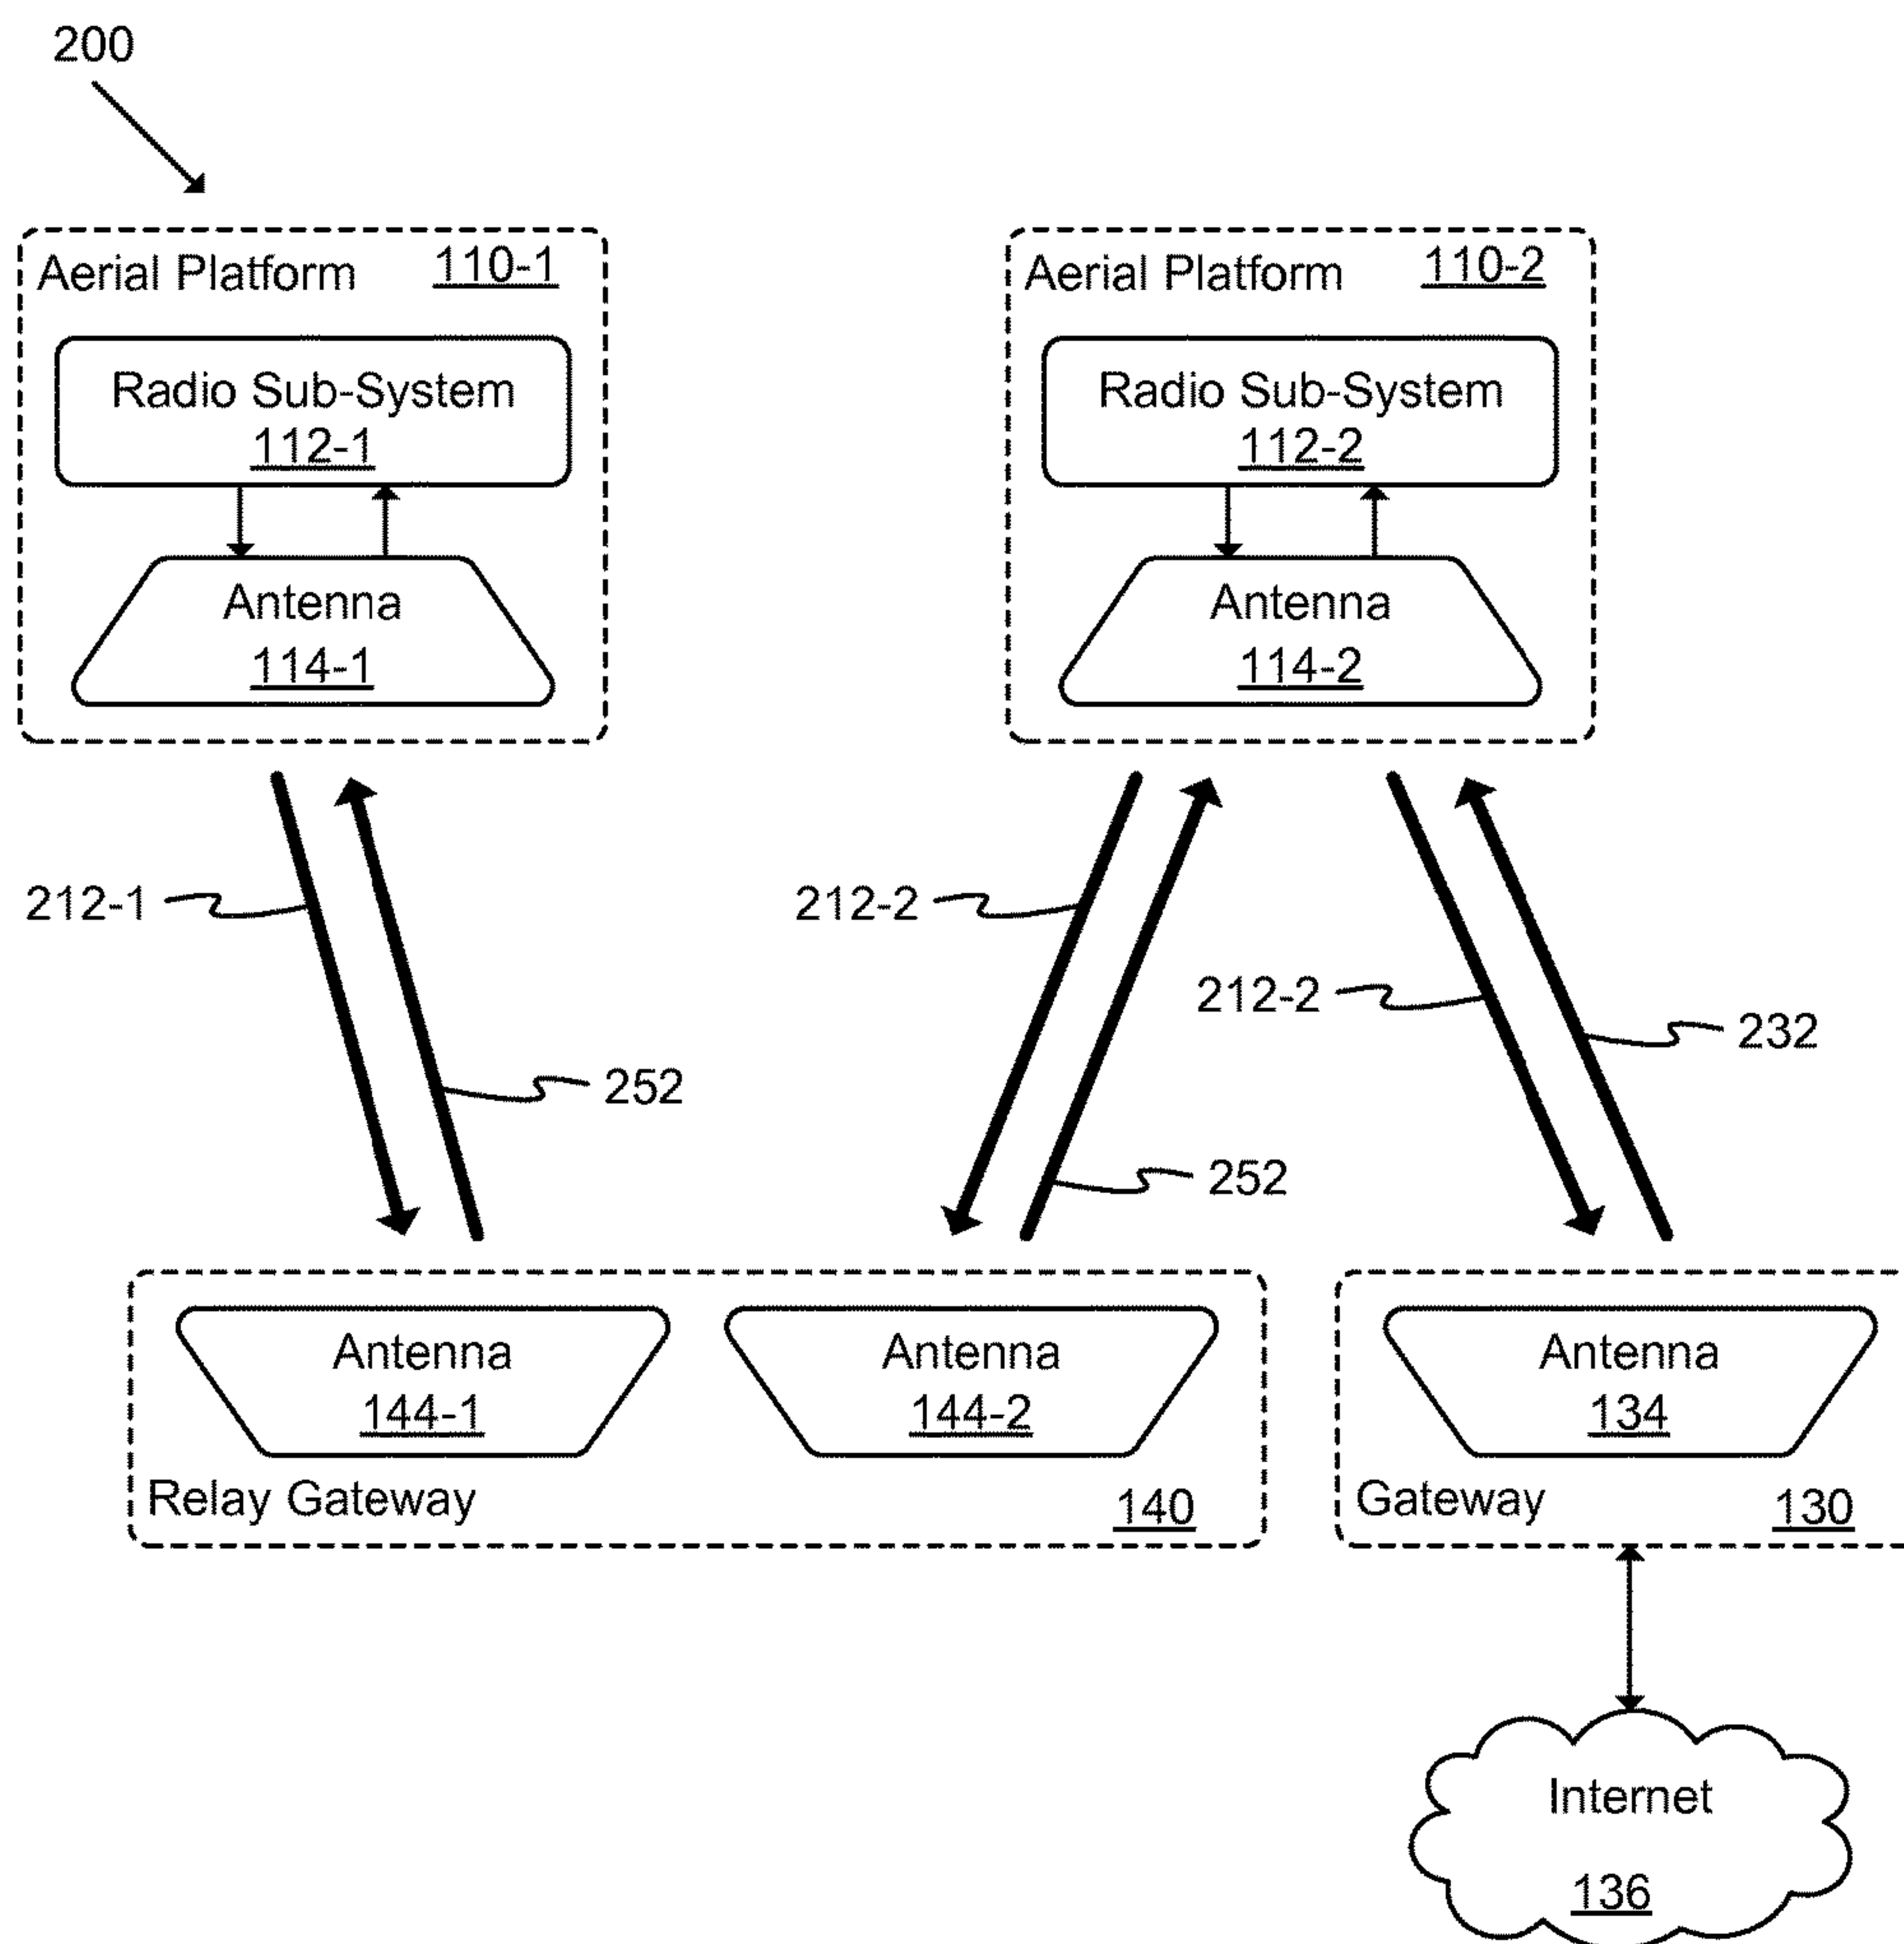 200
Aerial Platform 110-1
Radio Sub-System
112-1
Antenna
114-1
Aerial Platform 110-2
Radio Sub-System
112-2
Antenna
114-2
212-1
252
212-2
252
212-2
232
Antenna
144-1
Antenna
144-2
Relay Gateway 140
Antenna
134
Gateway 130
Internet
136